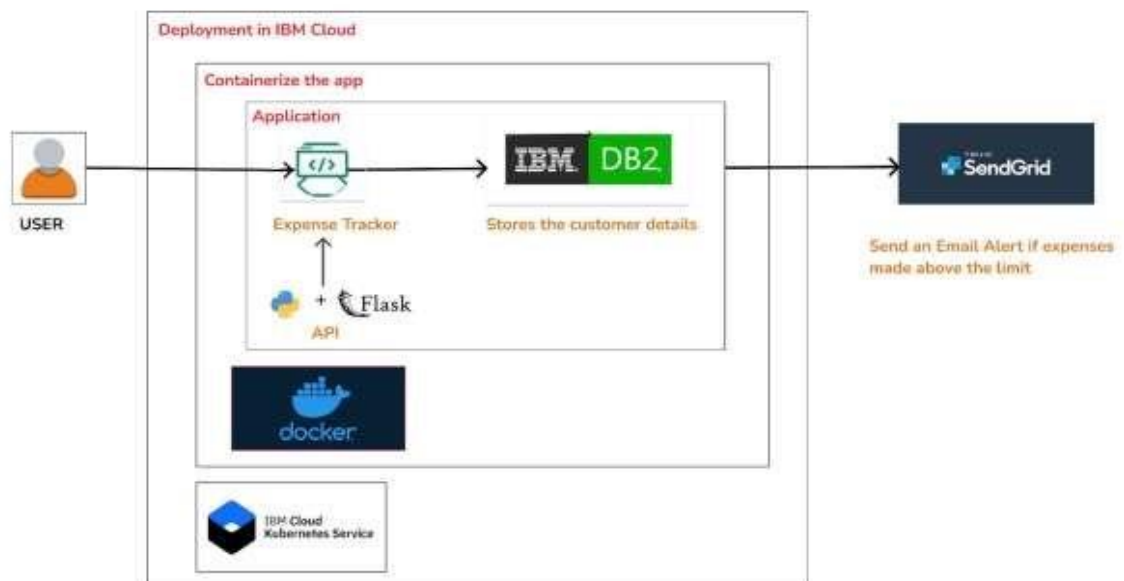 Deployment in IBM Cloud
Containerize the app
Application
IBM DB2
SendGrid
USER
Expense Tracker
Stores the customer details
Send an Email Alert if expenses
made above the limit
+ Flask
API
docker
IBM Cloud
Kubernetes Service